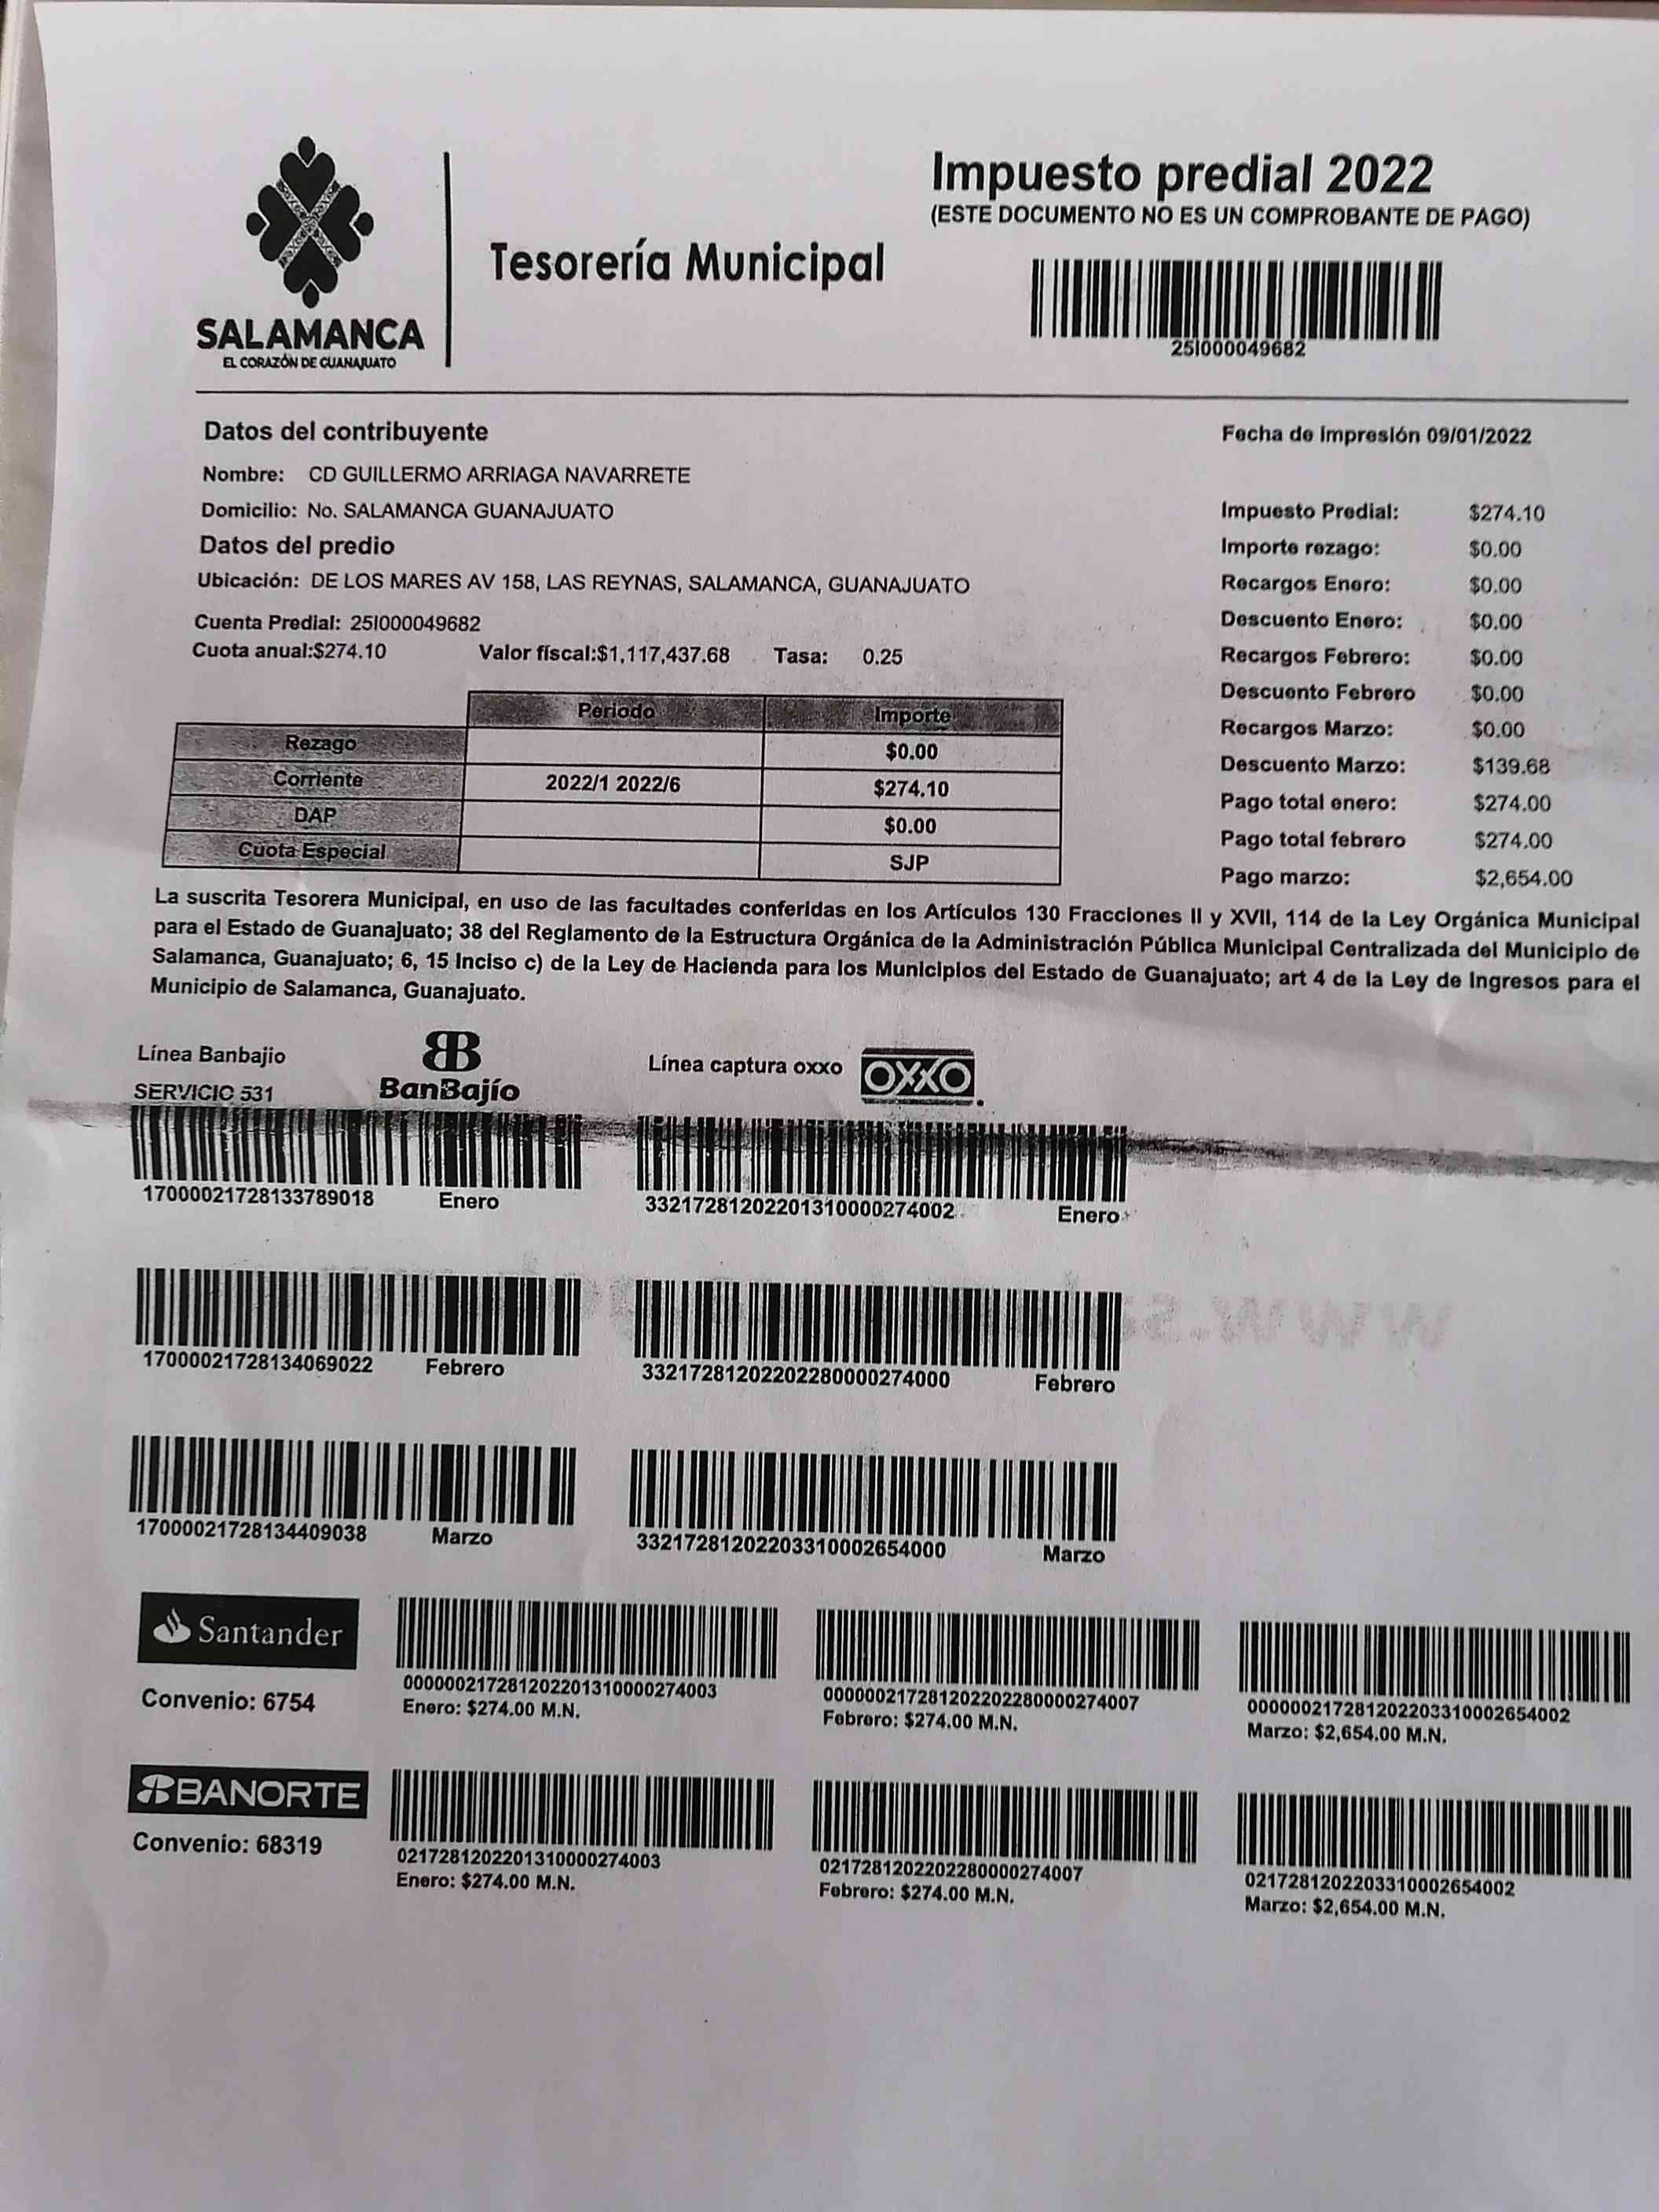 Impuesto predial 2022
(ESTE DOCUMENTO NO ES UN COMPROBANTE DE PAGO)
Tesorería Municipal
SALAMANCA
EL CORAZÓN DE GUANAJUATO
25I000049682
Datos del contribuyente
Fecha de Impresión 09/01/2022
Nombre: CD GUILLERMO ARRIAGA NAVARRETE
Domicilio: No. SALAMANCA GUANAJUATO
Datos del predio
Ubicación: DE LOS MARES AV 158, LAS REYNAS, SALAMANCA, GUANAJUATO
Cuenta Predial: 25I000049682
Cuota anual:$274.10 Valor fiscal:$1,117,437.68 Tasa: 0.25
Impuesto Predial: $274.10
Importe rezago: $0.00
Recargos Enero: $0.00
Descuento Enero: $0.00
Recargos Febrero: $0.00
Descuento Febrero $0.00
Recargos Marzo: $0.00
Descuento Marzo: $139.68
Pago total enero: $274.00
Pago total febrero $274.00
Pago marzo: $2,654.00
Periodo Importe
Rezago $0.00
Corriente 2022/1 2022/6 $274.10
DAP $0.00
Cuota Especial SJP
La suscrita Tesorera Municipal, en uso de las facultades conferidas en los Artículos 130 Fracciones II y XVII, 114 de la Ley Orgánica Municipal
para el Estado de Guanajuato; 38 del Reglamento de la Estructura Orgánica de la Administración Pública Municipal Centralizada del Municipio de
Salamanca, Guanajuato; 6, 15 Inciso c) de la Ley de Hacienda para los Municipios del Estado de Guanajuato; art 4 de la Ley de Ingresos para el
Municipio de Salamanca, Guanajuato.
Línea Banbajio
SERVICIO 531
BanBajío
Línea captura oxxo
OXXO
17000021728133789018 Enero
332172812022013100002​74002 Enero
17000021728134069022 Febrero
33217281202202280000274000 Febrero
17000021728134409038 Marzo
33217281202203310002654000 Marzo
Santander
Convenio: 6754
000000217281202201310000274003
Enero: $274.00 M.N.
000000217281202202280000274007
Febrero: $274.00 M.N.
000000217281202203310002654002
Marzo: $2,654.00 M.N.
BANORTE
Convenio: 68319
0217281202201310000274003
Enero: $274.00 M.N.
0217281202202280000274007
Febrero: $274.00 M.N.
0217281202203310002654002
Marzo: $2,654.00 M.N.